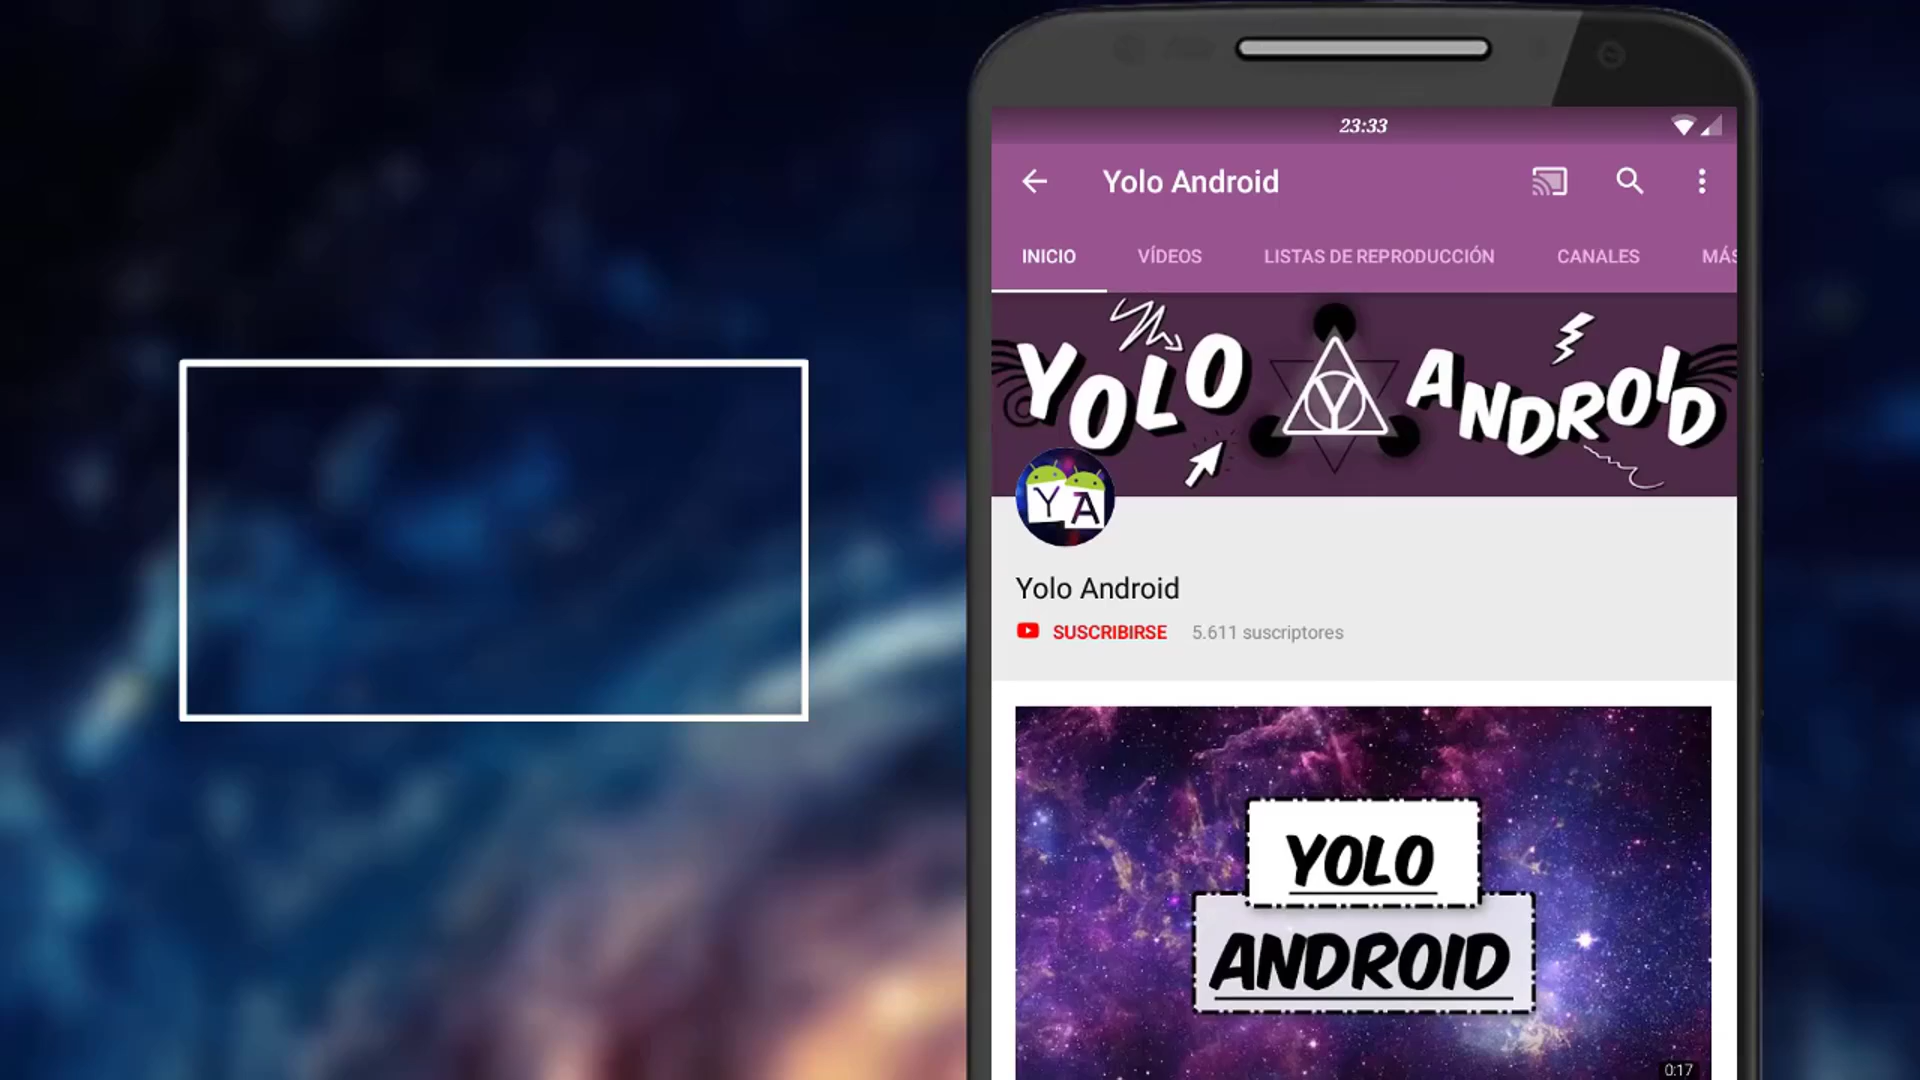 23:33
Yolo Android
INICIO VÍDEOS LISTAS DE REPRODUCCIÓN CANALES MÁS
YOLO Y ANDROID
Y A
Yolo Android
SUSCRIBIRSE 5.611 suscriptores
YOLO
ANDROID
0:17